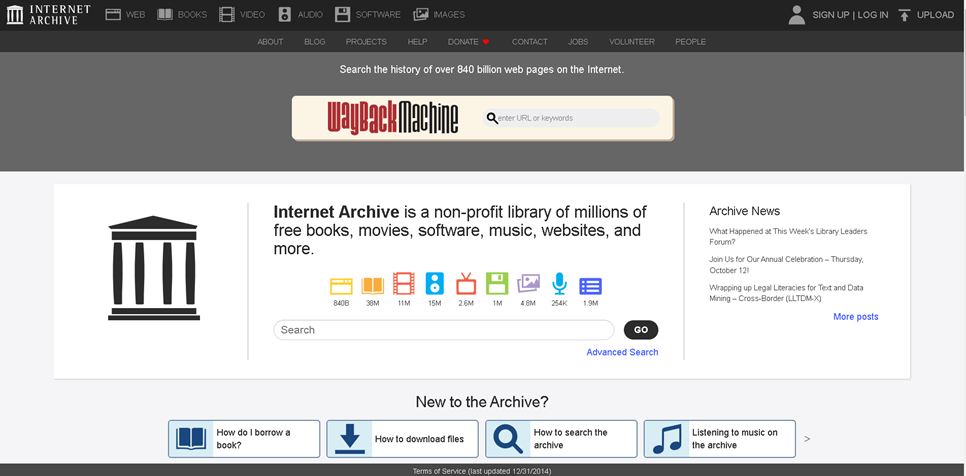 INTERNET
ARCHIVE
WEB BOOKS VIDEO AUDIO SOFTWARE IMAGES
SIGN UP | LOG IN UPLOAD
ABOUT BLOG PROJECTS HELP DONATE CONTACT JOBS VOLUNTEER PEOPLE
Search the history of over 840 billion web pages on the Internet.
WayBackMachine
enter URL or keywords
Internet Archive is a non-profit library of millions of
free books, movies, software, music, websites, and
more.
840B 38M 11M 15M 2.6M 1M 4.8M 254K 1.9M
Search
GO
Advanced Search
Archive News
What Happened at This Week's Library Leaders
Forum?
Join Us for Our Annual Celebration – Thursday,
October 12!
Wrapping up Legal Literacies for Text and Data
Mining – Cross-Border (LLTDM-X)
More posts
New to the Archive?
How do I borrow a
book?
How to download files
How to search the
archive
Listening to music on
the archive
>
Terms of Service (last updated 12/31/2014)